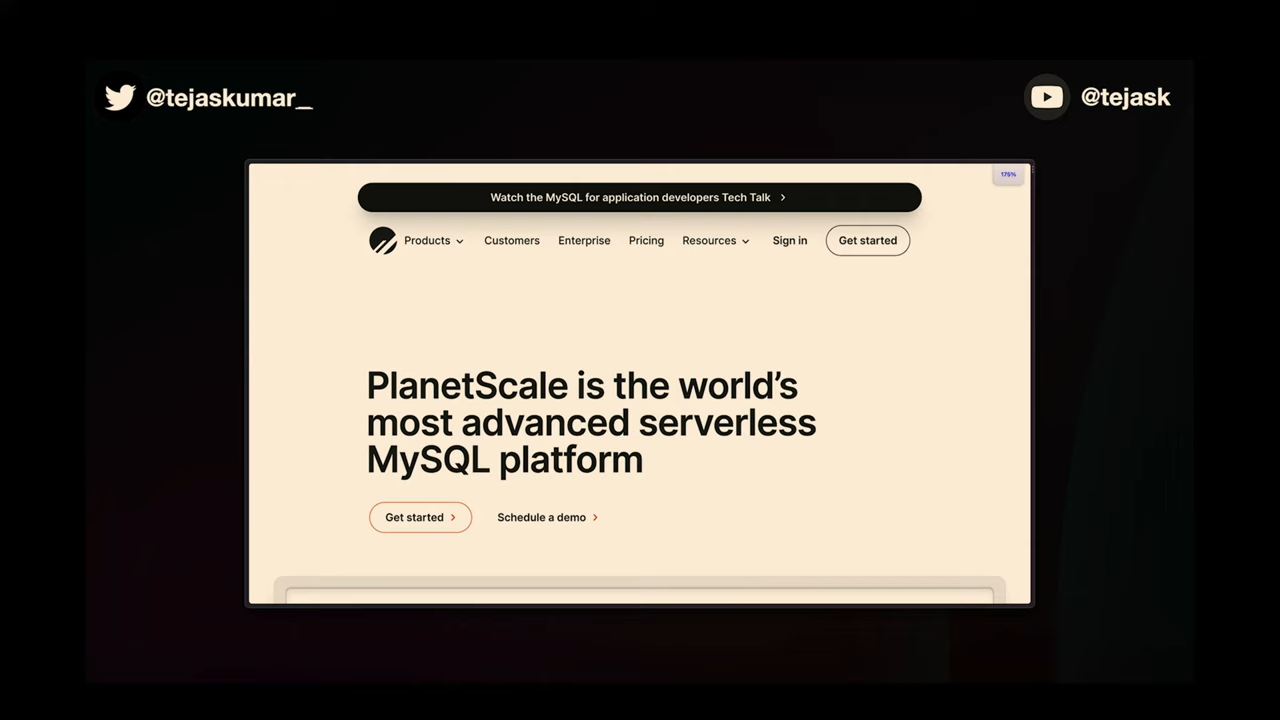 @tejaskumar_
@tejask
175%
Watch the MySQL for application developers Tech Talk
Products Customers Enterprise Pricing Resources Sign in Get started
PlanetScale is the world's
most advanced serverless
MySQL platform
Get started Schedule a demo